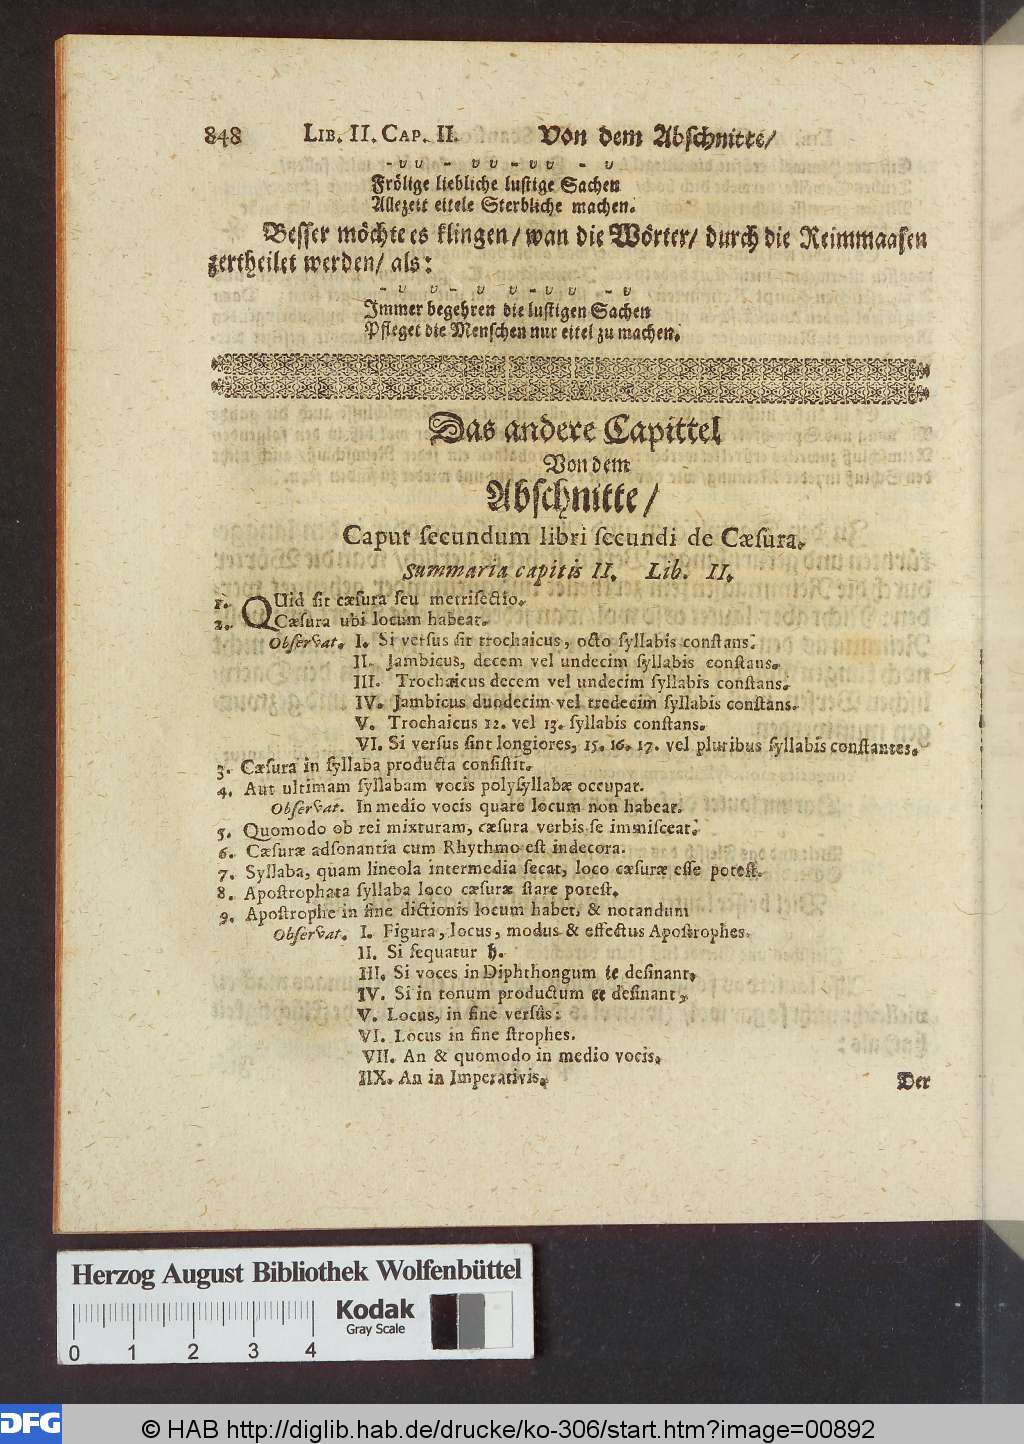 848 LIB. II. CAP. II. Von dem Abschnitte/
- υ υ - υ υ - υ υ - υ
Frölige liebliche lustige Sachen
Allezeit eitele Sterbliche machen.
Besser möchte es klingen/ wan die Wörter/ durch die Reimmaasen
zertheilet werden/ als:
- υ υ - υ υ - υ υ - υ
Immer begehren die lustigen Sachen
Pfleget die Menschen nur eitel zu machen.
Das andere Capittel
Von dem
Abschnitte/
Caput secundum libri secundi de Cæsura.
Summaria capitis II. Lib. II.
1. QUid sit cæsura seu metrisectio.
2. Cæsura ubi locum habeat.
Observat. I. Si versus sit trochaicus, octo syllabis constans.
II. Jambicus, decem vel undecim syllabis constans.
III. Trochaicus decem vel undecim syllabis constans.
IV. Jambicus duodecim vel tredecim syllabis constans.
V. Trochaicus 12. vel 13. syllabis constans.
VI. Si versus sint longiores, 15. 16. 17. vel pluribus syllabis constantes.
3. Cæsura in syllaba producta consistit.
4. Aut ultimam syllabam vocis polysyllabæ occupat.
Observat. In medio vocis quare locum non habeat.
5. Quomodo ob rei mixturam, cæsura verbis se immisceat.
6. Cæsuræ adsonantia cum Rhythmo est indecora.
7. Syllaba, quam lineola intermedia secat, loco cæsuræ esse potest.
8. Apostrophata syllaba loco cæsuræ stare potest.
9. Apostrophe in fine dictionis locum habet, & notandum
Observat. I. Figura, locus, modus & effectus Apostrophes.
II. Si sequatur h.
III. Si voces in Diphthongum ie desinant,
IV. Si in tonum productum ee desinant,
V. Locus, in fine versûs:
VI. Locus in fine strophes.
VII. An & quomodo in medio vocis.
IIX. An in Imperativis.
Der
Herzog August Bibliothek Wolfenbüttel
Kodak
Gray Scale
0 1 2 3 4
DFG
© HAB http://diglib.hab.de/drucke/ko-306/start.htm?image=00892